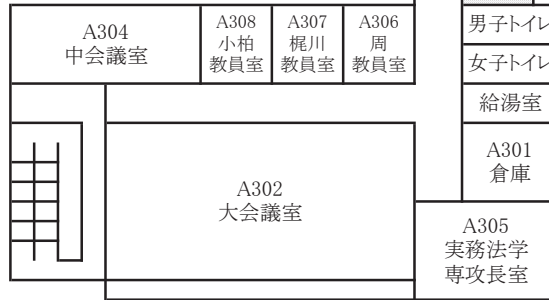 A304
中会議室
A308
小柏
教員室
A307
梶川
教員室
A306
周
教員室
男子トイレ
女子トイレ
給湯室
A301
倉庫
A302
大会議室
A305
実務法学
専攻長室